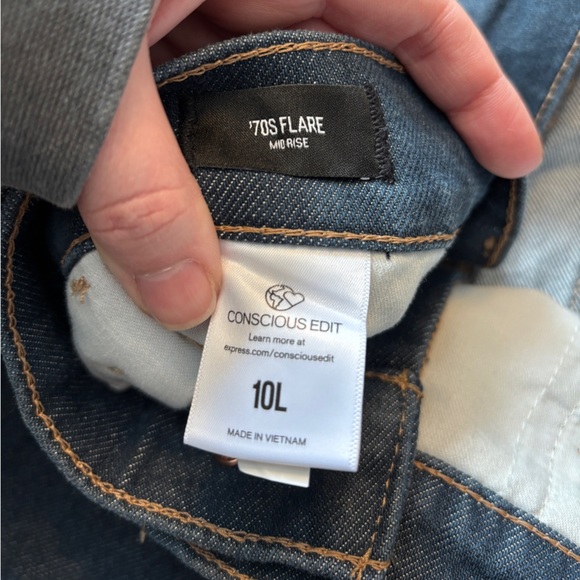 '70S FLARE
MID RISE
CONSCIOUS EDIT
Learn more at
express.com/consciousedit
10L
MADE IN VIETNAM